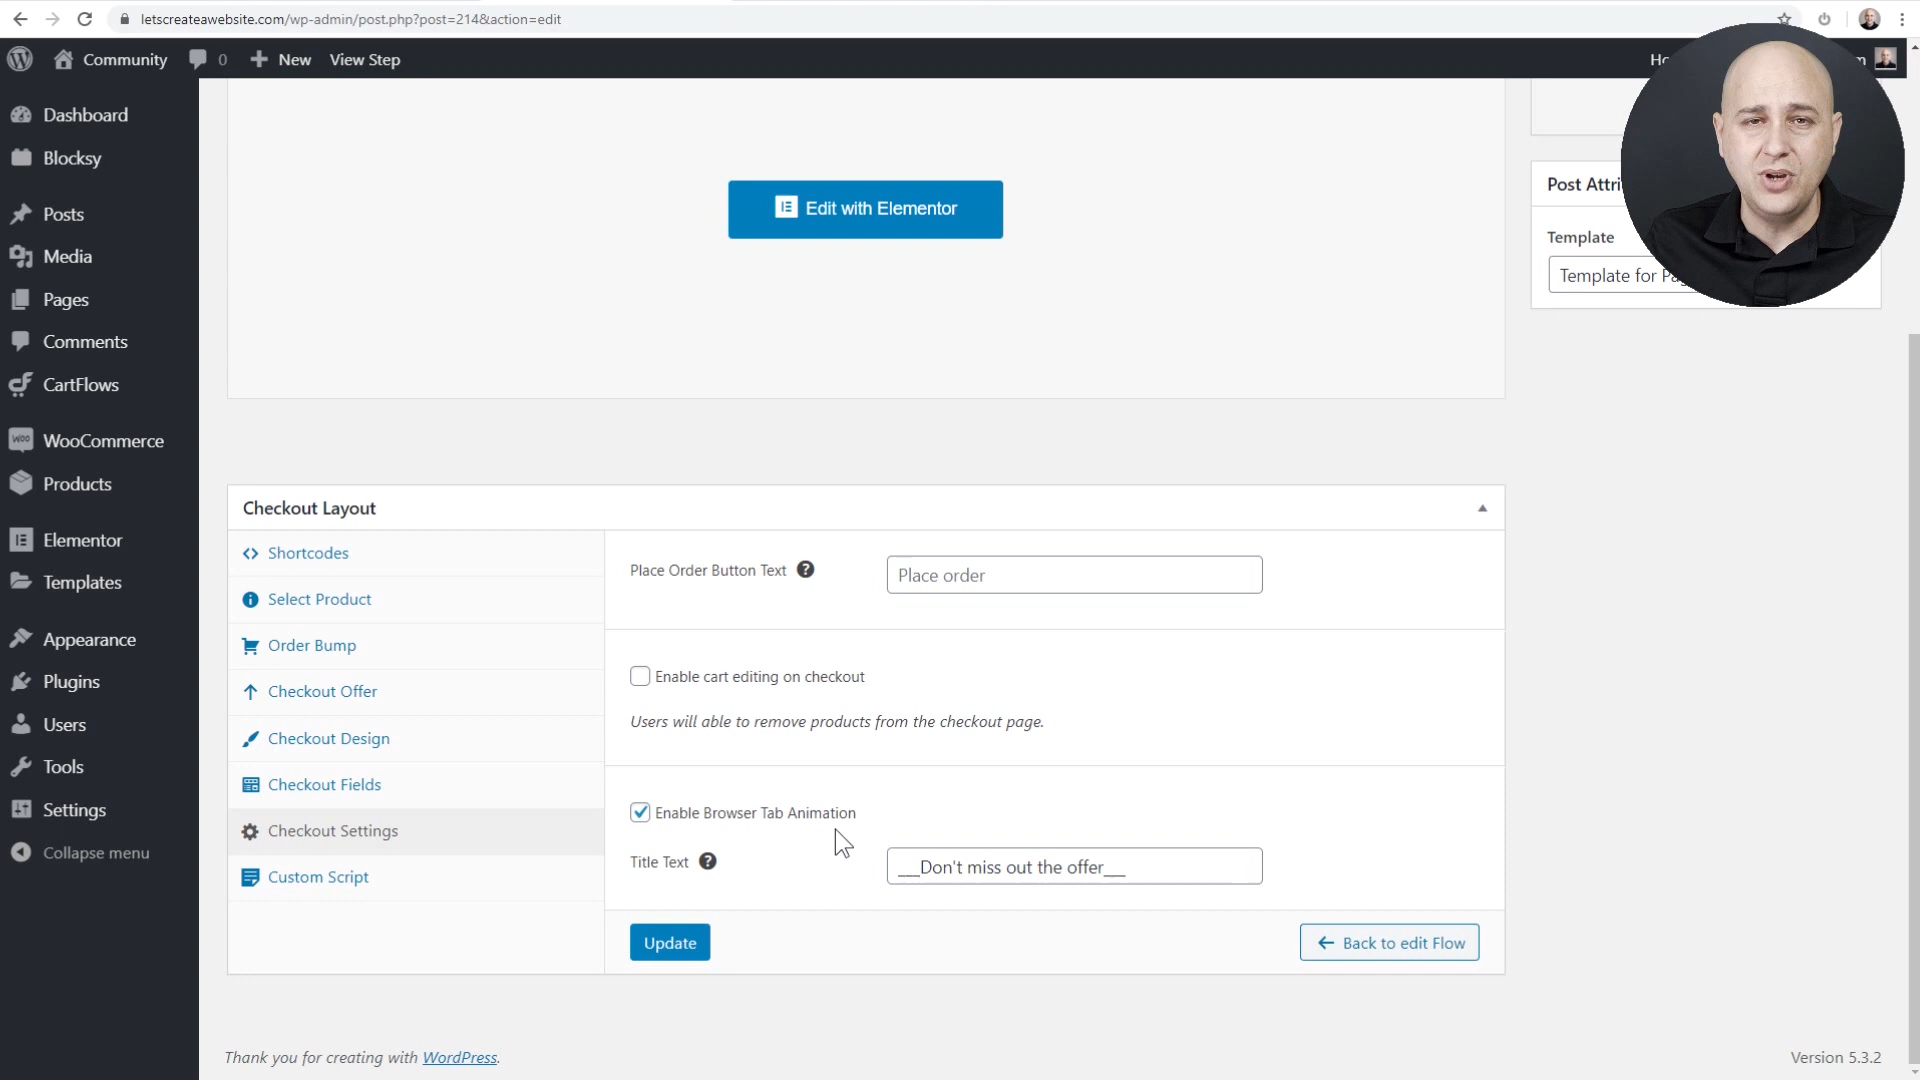 letscreateawebsite.com/wp-admin/post.php?post=214&action=edit
Community
0
New
View Step
Dashboard
Blocksy
Posts
Media
Pages
Comments
CartFlows
WooCommerce
Products
Elementor
Templates
Appearance
Plugins
Users
Tools
Settings
Collapse menu
Edit with Elementor
Template
Template for
Checkout Layout
Shortcodes
Select Product
Order Bump
Checkout Offer
Checkout Design
Checkout Fields
Checkout Settings
Custom Script
Place Order Button Text
Place order
Enable cart editing on checkout
Users will able to remove products from the checkout page.
Enable Browser Tab Animation
Title Text
___Don't miss out the offer___
Update
Back to edit Flow
Thank you for creating with WordPress.
Version 5.3.2